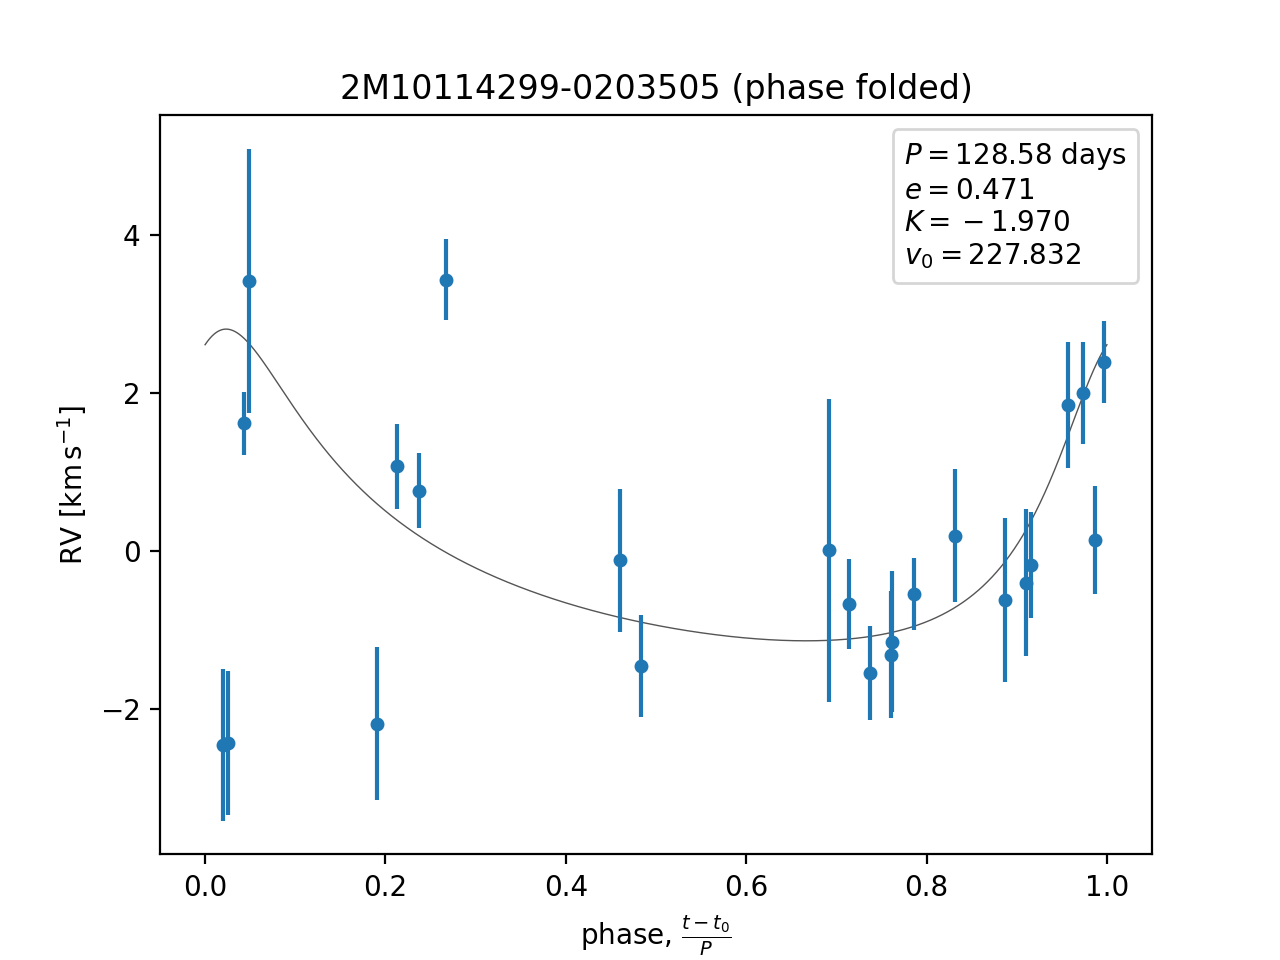 2M10114299-0203505 (phase folded)
P = 128.58 days
e = 0.471
K = −1.970
v₀ = 227.832
4
2
0
−2
RV [km s⁻¹]
0.0 0.2 0.4 0.6 0.8 1.0
phase, (t − t₀)/P